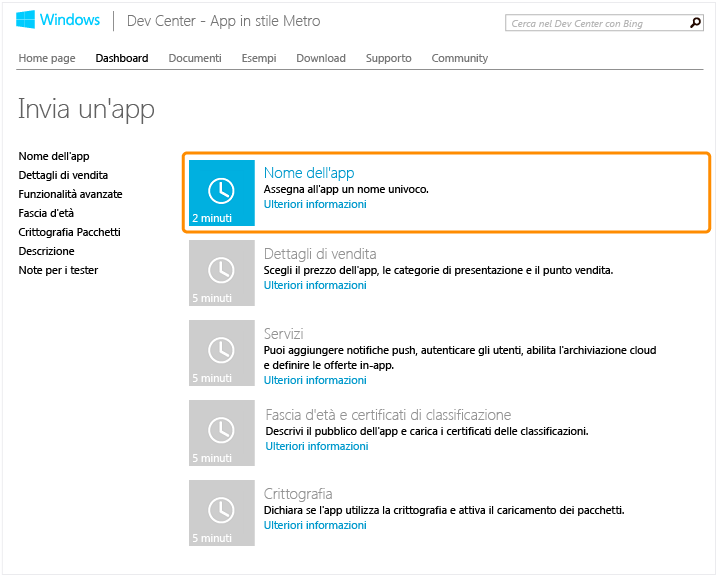 Windows
Dev Center - App in stile Metro
Cerca nel Dev Center con Bing
Home page Dashboard Documenti Esempi Download Supporto Community
Invia un'app
Nome dell'app
Dettagli di vendita
Funzionalità avanzate
Fascia d'età
Crittografia Pacchetti
Descrizione
Note per i tester
2 minuti
Nome dell'app
Assegna all'app un nome univoco.
Ulteriori informazioni
5 minuti
Dettagli di vendita
Scegli il prezzo dell'app, le categorie di presentazione e il punto vendita.
Ulteriori informazioni
5 minuti
Servizi
Puoi aggiungere notifiche push, autenticare gli utenti, abilita l'archiviazione cloud
e definire le offerte in-app.
Ulteriori informazioni
5 minuti
Fascia d'età e certificati di classificazione
Descrivi il pubblico dell'app e carica i certificati delle classificazioni.
Ulteriori informazioni
5 minuti
Crittografia
Dichiara se l'app utilizza la crittografia e attiva il caricamento dei pacchetti.
Ulteriori informazioni